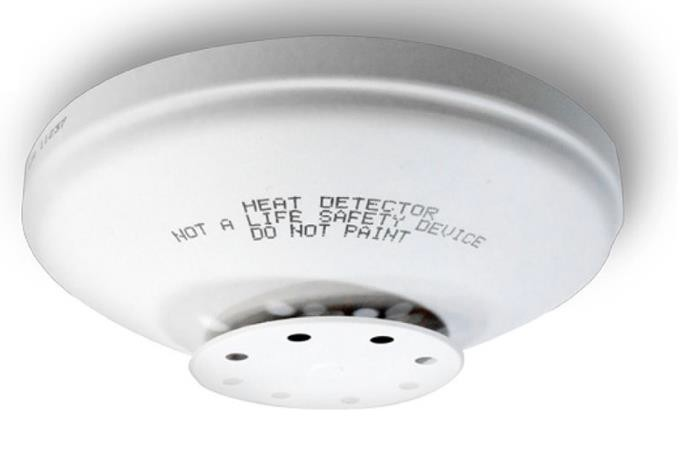 HEAT DETECTOR
NOT A LIFE SAFETY DEVICE
DO NOT PAINT